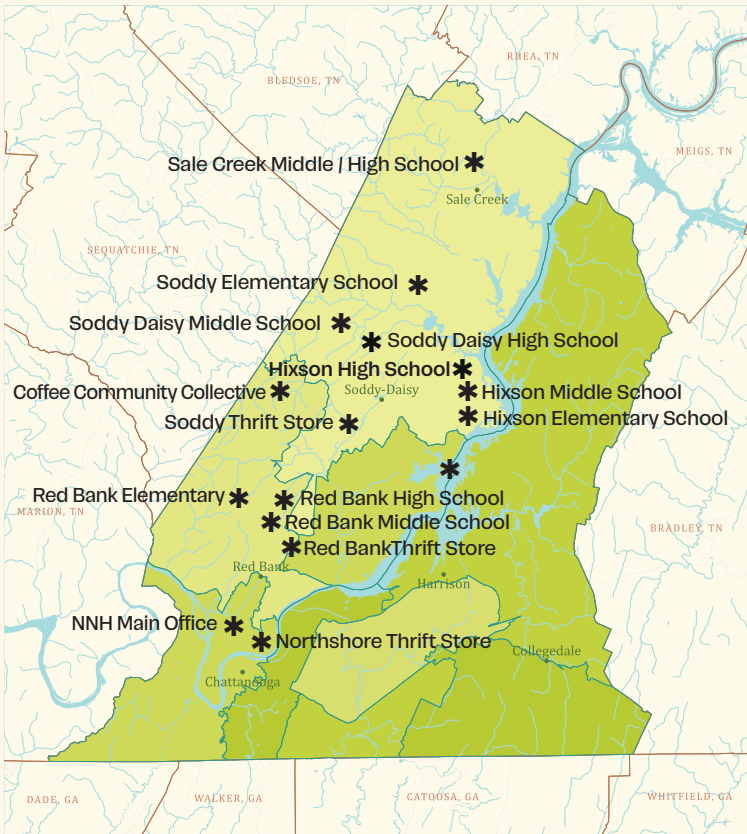 RHEA, TN
BLEDSOE, TN
MEIGS, TN
Sale Creek Middle / High School
Sale Creek
SEQUATCHIE, TN
Soddy Elementary School
Soddy Daisy Middle School
Soddy Daisy High School
Hixson High School
Coffee Community Collective
Soddy-Daisy
Hixson Middle School
Hixson Elementary School
Soddy Thrift Store
Red Bank Elementary
Red Bank High School
MARION, TN
Red Bank Middle School
BRADLEY, TN
Red BankThrift Store
Red Bank
Harrison
NNH Main Office
Northshore Thrift Store
Collegedale
Chattanooga
DADE, GA
WALKER, GA
CATOOSA, GA
WHITFIELD, GA